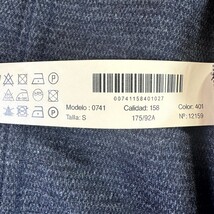 00741158401027
Modelo : 0741
Calidad: 158
Color: 401
Talla: S
175/92A
Nº: 12159